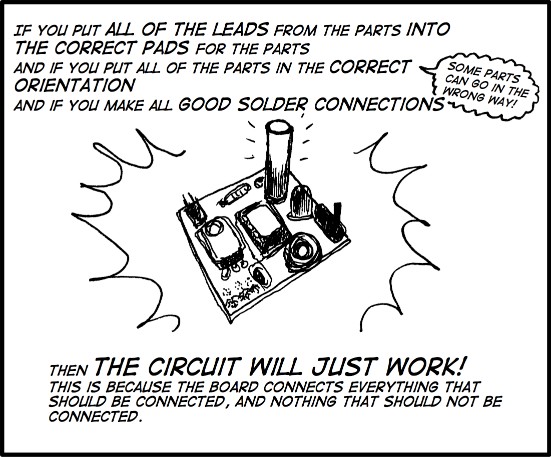 IF YOU PUT ALL OF THE LEADS FROM THE PARTS INTO
THE CORRECT PADS FOR THE PARTS
AND IF YOU PUT ALL OF THE PARTS IN THE CORRECT
ORIENTATION
AND IF YOU MAKE ALL GOOD SOLDER CONNECTIONS
SOME PARTS
CAN GO IN THE
WRONG WAY!
THEN THE CIRCUIT WILL JUST WORK!
THIS IS BECAUSE THE BOARD CONNECTS EVERYTHING THAT
SHOULD BE CONNECTED, AND NOTHING THAT SHOULD NOT BE
CONNECTED.